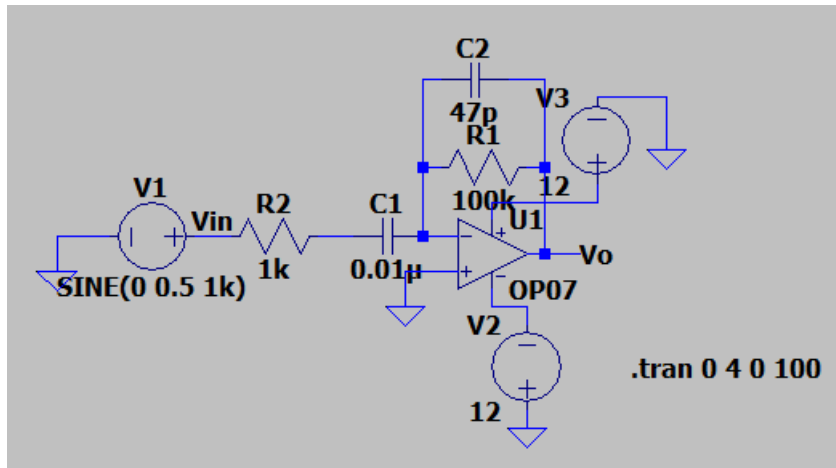 C2
47p
V3
R1
100k
12
V1
Vin
R2
C1
U1
1k
0.01µ
SINE(0 0.5 1k)
OP07
Vo
V2
12
.tran 0 4 0 100